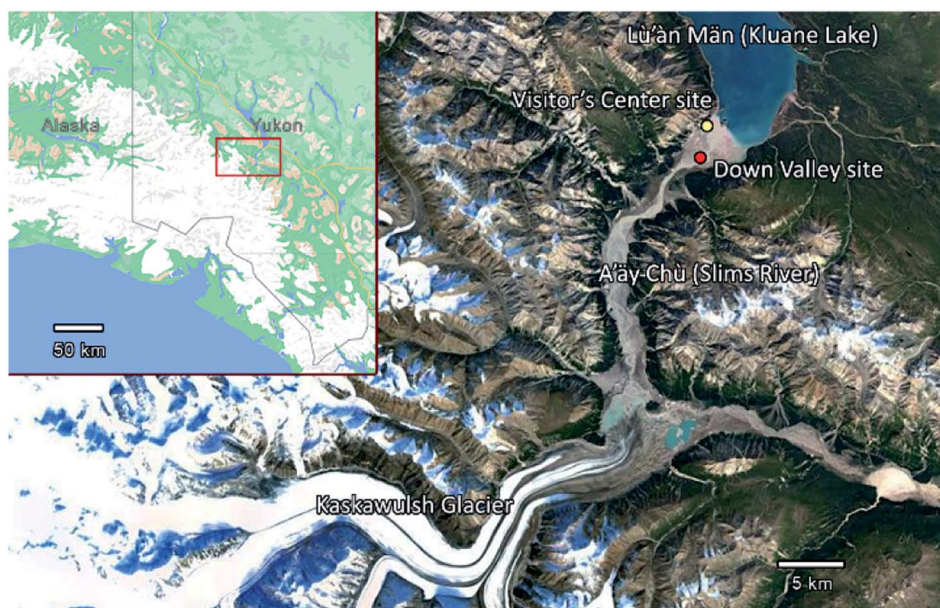 Alaska
Yukon
50 km
Lù'àn Män (Kluane Lake)
Visitor's Center site
Down Valley site
A'äy Chù (Slims River)
Kaskawulsh Glacier
5 km